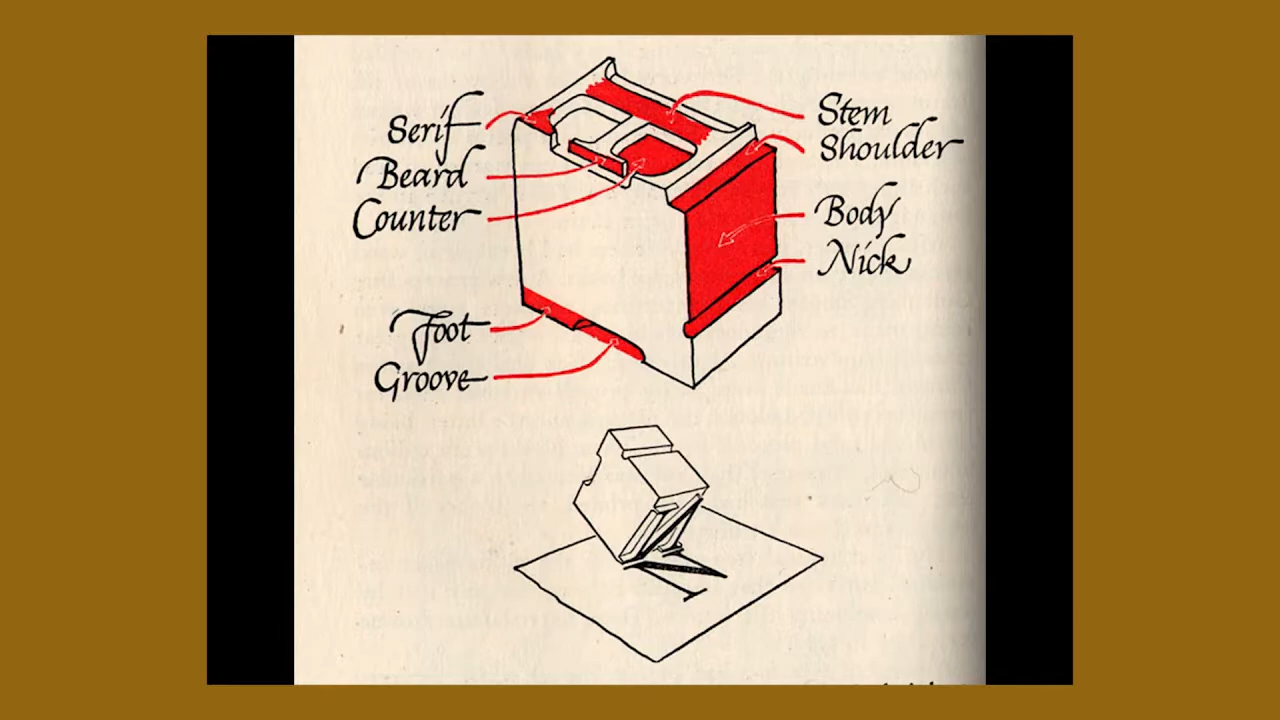 Serif
Beard
Counter
Foot
Groove
Stem
Shoulder
Body
Nick